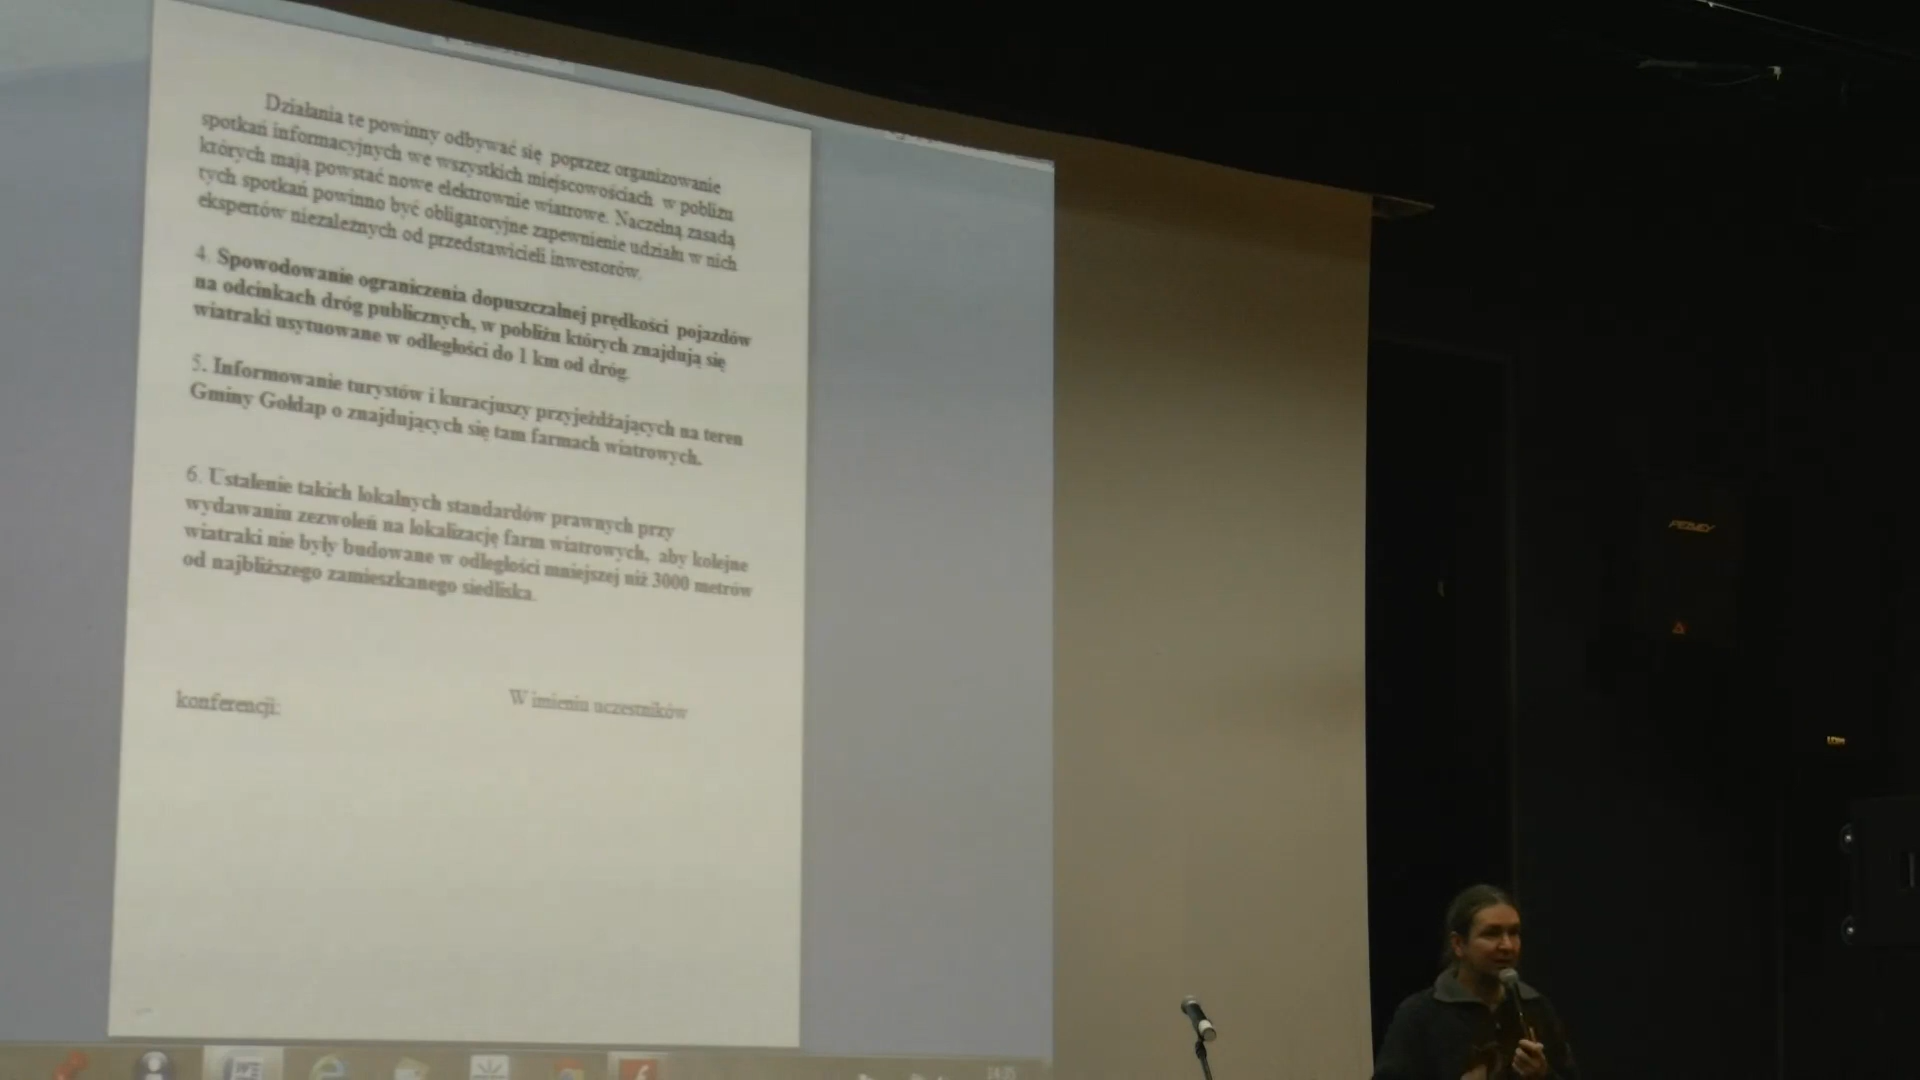 Działania te powinny odbywać się poprzez organizowanie
spotkań informacyjnych we wszystkich miejscowościach w pobliżu
których mają powstać nowe elektrownie wiatrowe. Naczelną zasadą
tych spotkań powinno być obligatoryjne zapewnienie udziału w nich
ekspertów niezależnych od przedstawicieli inwestorów.
4. Spowodowanie ograniczenia dopuszczalnej prędkości pojazdów
na odcinkach dróg publicznych, w pobliżu których znajdują się
wiatraki usytuowane w odległości do 1 km od dróg.
5. Informowanie turystów i kuracjuszy przyjeżdżających na teren
Gminy Gołdap o znajdujących się tam farmach wiatrowych.
6. Ustalenie takich lokalnych standardów prawnych przy
wydawaniu zezwoleń na lokalizację farm wiatrowych, aby kolejne
wiatraki nie były budowane w odległości mniejszej niż 3000 metrów
od najbliższego zamieszkanego siedliska.
W imieniu uczestników
konferencji:
14:35
PEAVEY